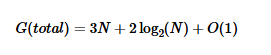 G(total) = 3N + 2 log₂(N) + O(1)